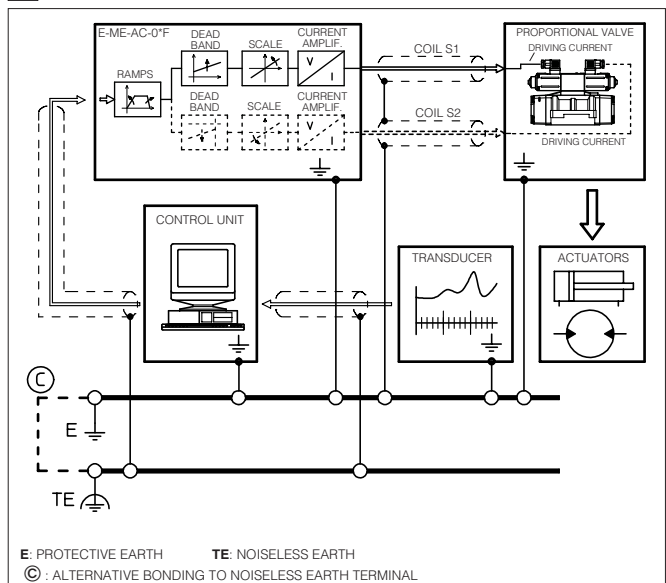 E-ME-AC-0*F
RAMPS
DEAD
BAND
SCALE
CURRENT
AMPLIF.
V
I
DEAD
BAND
SCALE
CURRENT
AMPLIF.
V
I
COIL S1
COIL S2
PROPORTIONAL VALVE
DRIVING CURRENT
DRIVING CURRENT
CONTROL UNIT
TRANSDUCER
ACTUATORS
C
E
TE
E: PROTECTIVE EARTH TE: NOISELESS EARTH
Ⓒ : ALTERNATIVE BONDING TO NOISELESS EARTH TERMINAL